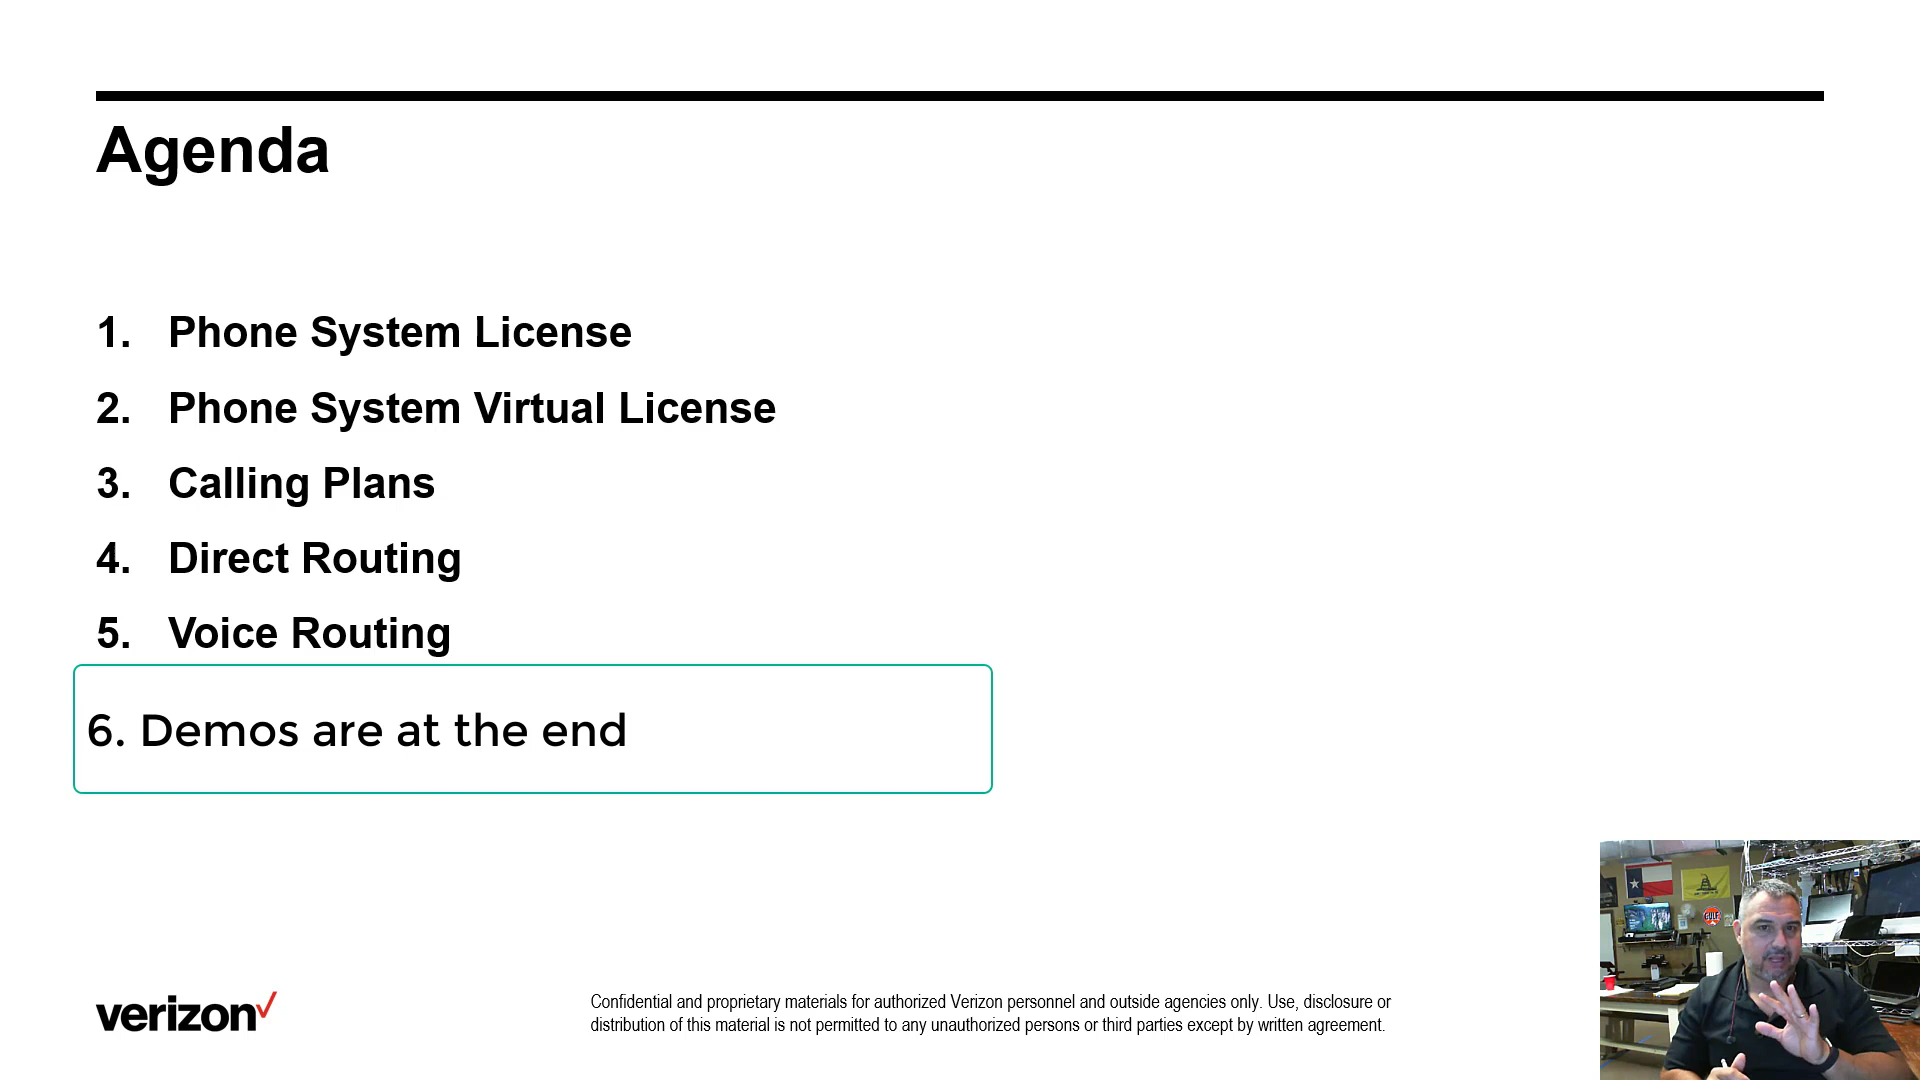 Agenda
1. Phone System License
2. Phone System Virtual License
3. Calling Plans
4. Direct Routing
5. Voice Routing
6. Demos are at the end
verizon
Confidential and proprietary materials for authorized Verizon personnel and outside agencies only. Use, disclosure or
distribution of this material is not permitted to any unauthorized persons or third parties except by written agreement.
GULF